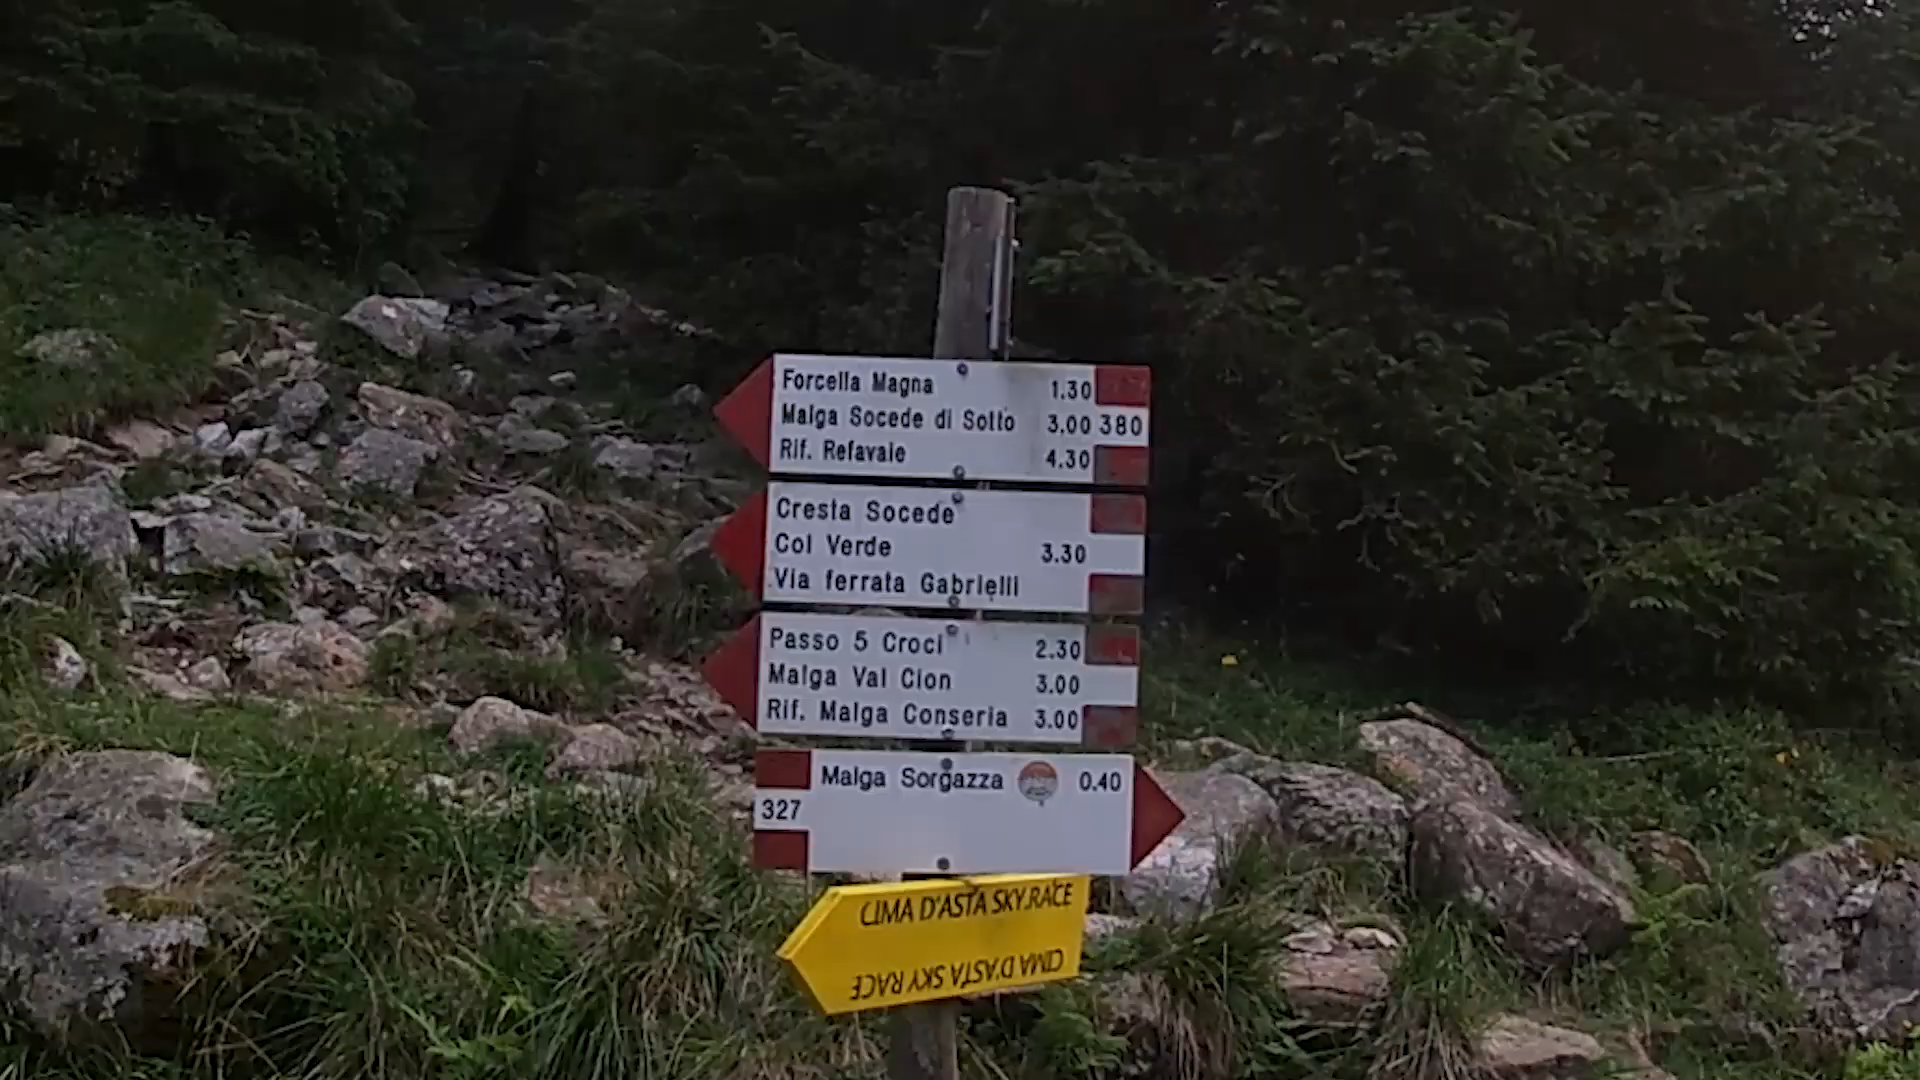 Forcella Magna 1.30
Malga Socede di Sotto 3.00 380
Rif. Refavaie 4.30
Cresta Socede
Col Verde 3.30
Via ferrata Gabrielli
Passo 5 Croci 2.30
Malga Val Cion 3.00
Rif. Malga Conseria 3.00
Malga Sorgazza 0.40
327
CIMA D'ASTA SKY RACE
CIMA D'ASTA SKY RACE